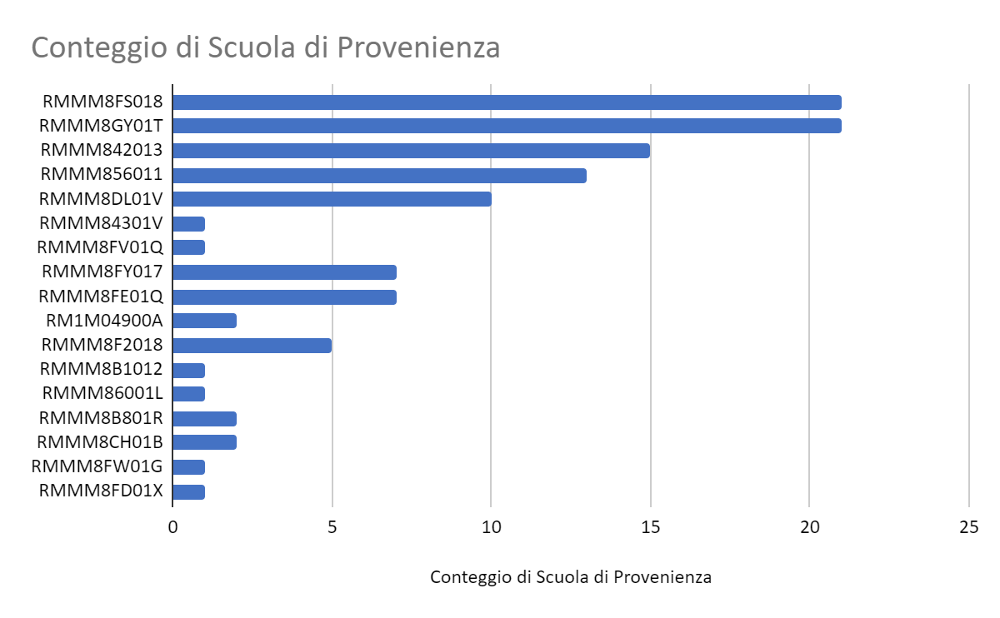 Conteggio di Scuola di Provenienza
RMMM8FS018
RMMM8GY01T
RMMM842013
RMMM856011
RMMM8DL01V
RMMM84301V
RMMM8FV01Q
RMMM8FY017
RMMM8FE01Q
RM1M04900A
RMMM8F2018
RMMM8B1012
RMMM86001L
RMMM8B801R
RMMM8CH01B
RMMM8FW01G
RMMM8FD01X
0 5 10 15 20 25
Conteggio di Scuola di Provenienza